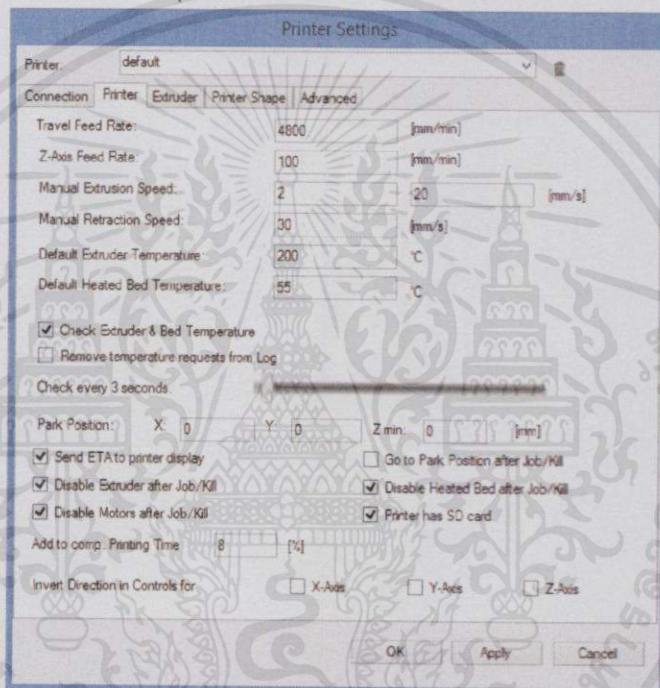 Printer Settings
Printer: default
Connection Printer Extruder Printer Shape Advanced
Travel Feed Rate: 4800 [mm/min]
Z-Axis Feed Rate: 100 [mm/min]
Manual Extrusion Speed: 2 20 [mm/s]
Manual Retraction Speed: 30 [mm/s]
Default Extruder Temperature: 200 °C
Default Heated Bed Temperature: 55 °C
Check Extruder & Bed Temperature
Remove temperature requests from Log
Check every 3 seconds.
Park Position: X: 0 Y: 0 Z min: 0 [mm]
Send ETA to printer display Go to Park Position after Job/Kill
Disable Extruder after Job/Kill Disable Heated Bed after Job/Kill
Disable Motors after Job/Kill Printer has SD card
Add to comp. Printing Time 8 [%]
Invert Direction in Controls for X-Axis Y-Axis Z-Axis
OK Apply Cancel